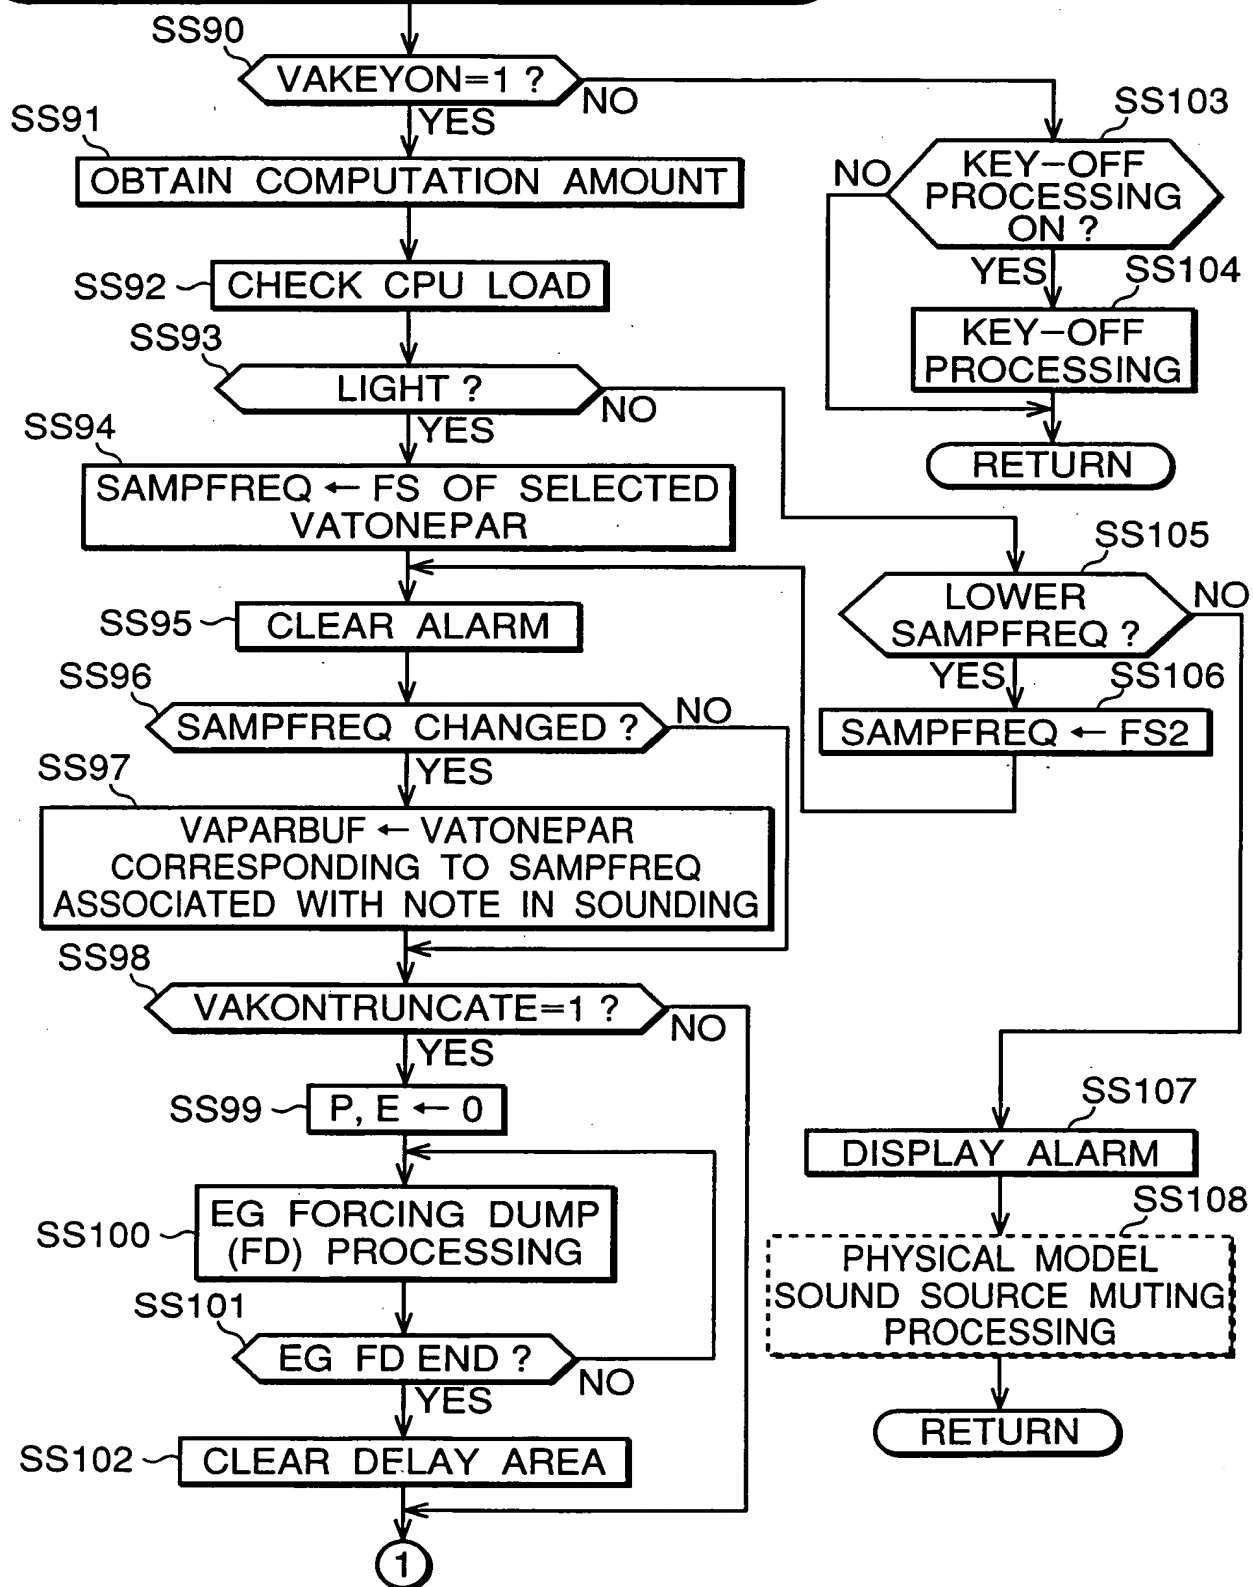 SS90
VAKEYON=1 ?
NO
YES
SS91
OBTAIN COMPUTATION AMOUNT
SS92
CHECK CPU LOAD
SS93
LIGHT ?
NO
YES
SS94
SAMPFREQ ← FS OF SELECTED
VATONEPAR
SS95
CLEAR ALARM
SS96
SAMPFREQ CHANGED ?
NO
YES
SS97
VAPARBUF ← VATONEPAR
CORRESPONDING TO SAMPFREQ
ASSOCIATED WITH NOTE IN SOUNDING
SS98
VAKONTRUNCATE=1 ?
NO
YES
SS99
P, E ← 0
SS100
EG FORCING DUMP
(FD) PROCESSING
SS101
EG FD END ?
NO
YES
SS102
CLEAR DELAY AREA
1
SS103
KEY-OFF
PROCESSING
ON ?
NO
YES
SS104
KEY-OFF
PROCESSING
RETURN
SS105
LOWER
SAMPFREQ ?
NO
YES
SS106
SAMPFREQ ← FS2
SS107
DISPLAY ALARM
SS108
PHYSICAL MODEL
SOUND SOURCE MUTING
PROCESSING
RETURN